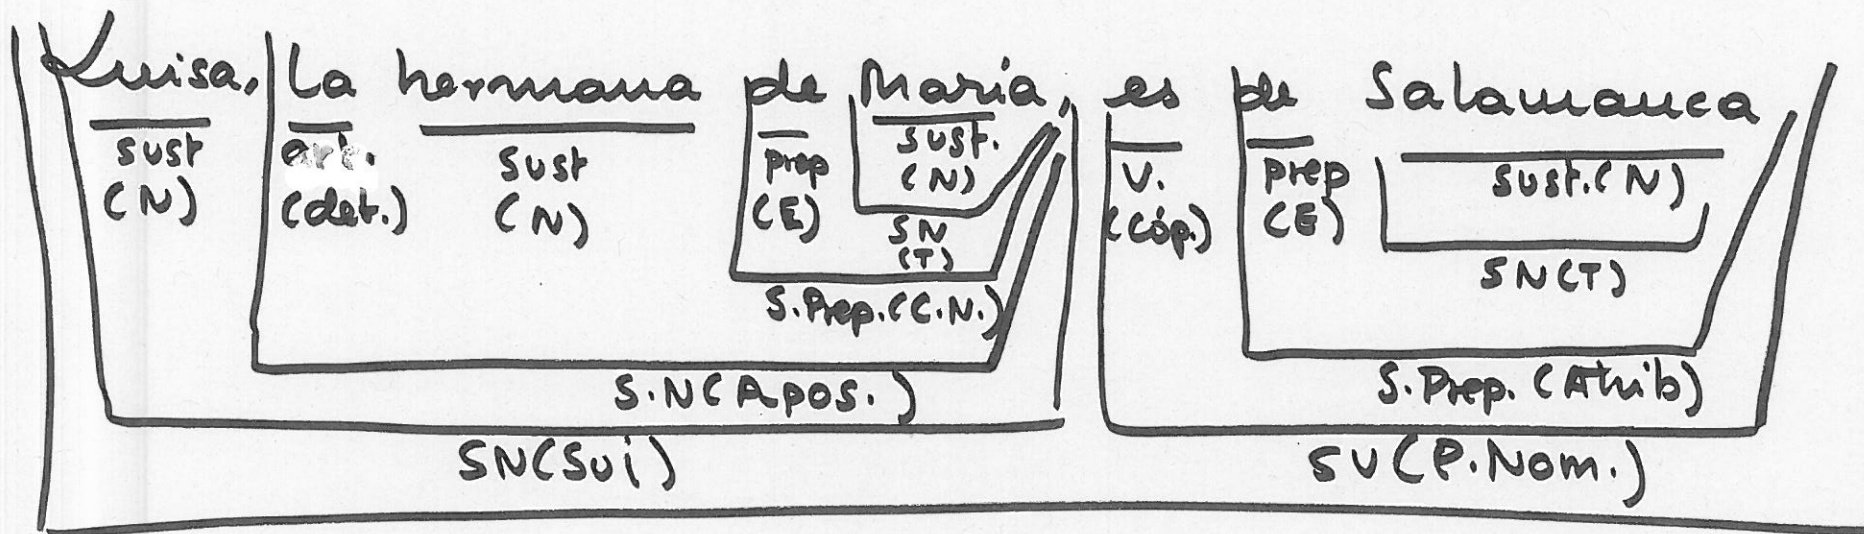 Luisa, la hermana de María, es de Salamanca
sust art. sust prep sust. v. prep sust.(N)
(N) (det.) (N) (E) (N) (cóp.) (E)
SN SN(T)
(T)
S.Prep.(C.N.)
S.N(Apos.) S.Prep.(Atrib)
SN(Suj) SV(P.Nom.)